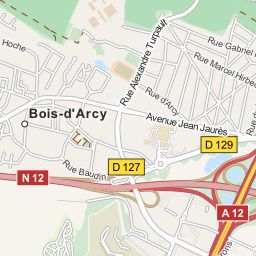 Hoche
Rue Alexandre Turpault
Rue Gabriel
Rue Marcel Hirbec
Rue d'Arcy
Bois-d'Arcy
Avenue Jean Jaurès
D 129
D 127
Rue Baudin
N 12
A 12